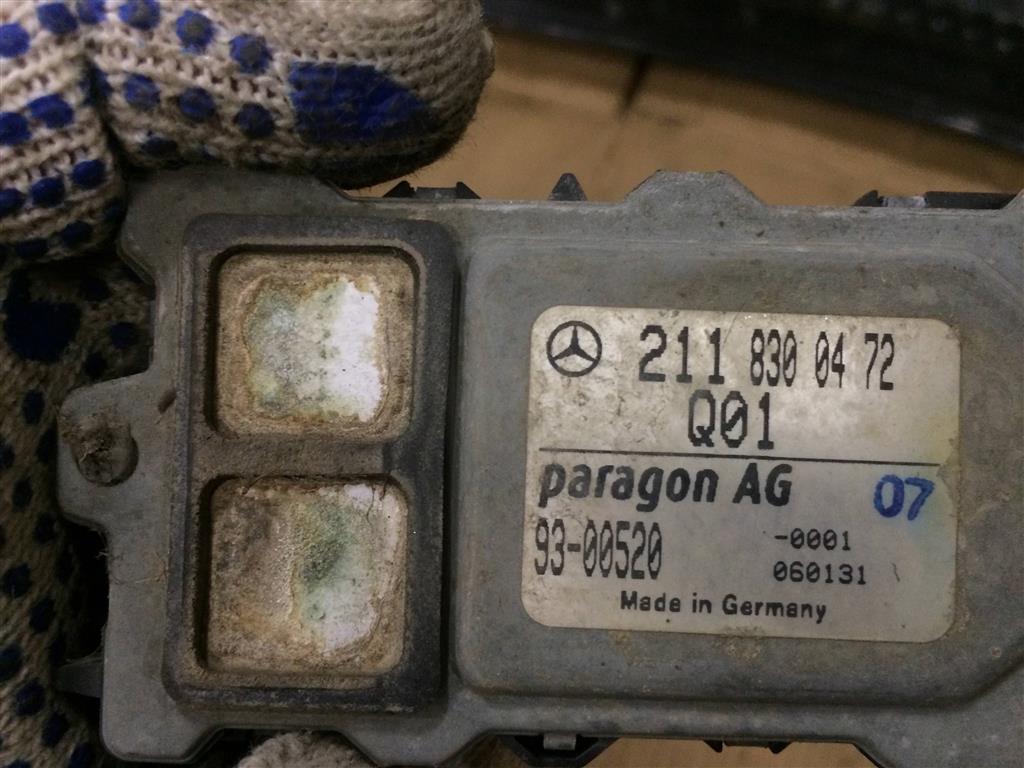 211 830 04 72
Q01
paragon AG
07
93-00520
-0001
060131
Made in Germany